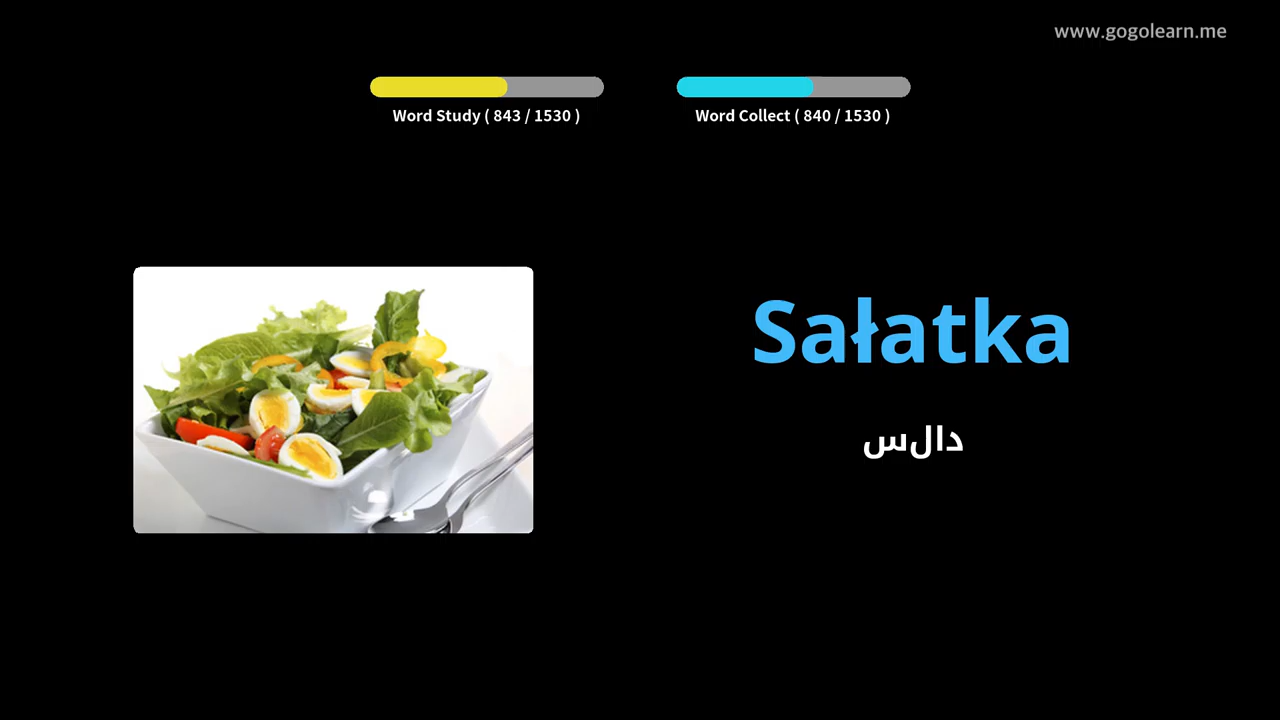 www.gogolearn.me
Word Study ( 843 / 1530 )
Word Collect ( 840 / 1530 )
Sałatka
دالس